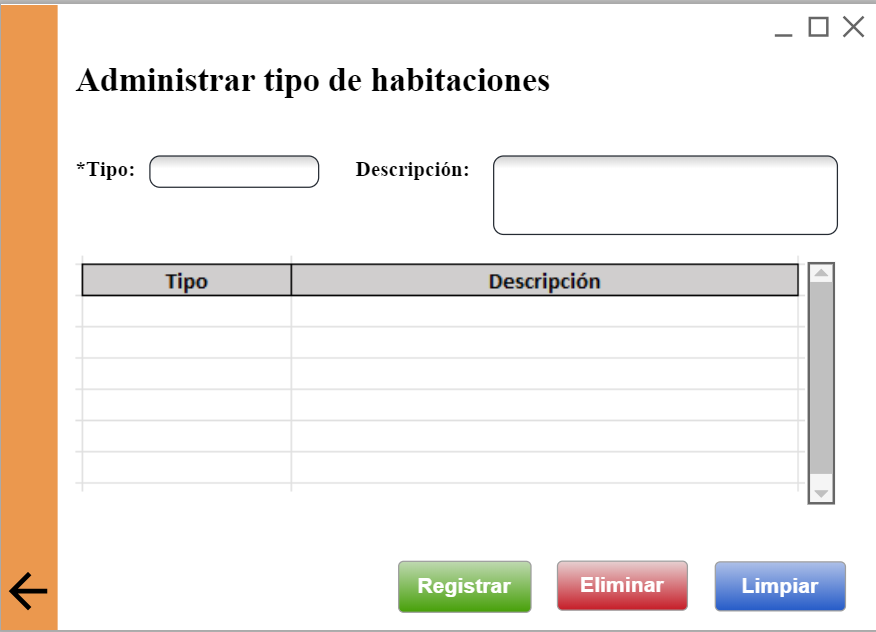 Administrar tipo de habitaciones
*Tipo: Descripción:
Tipo Descripción
Registrar Eliminar Limpiar